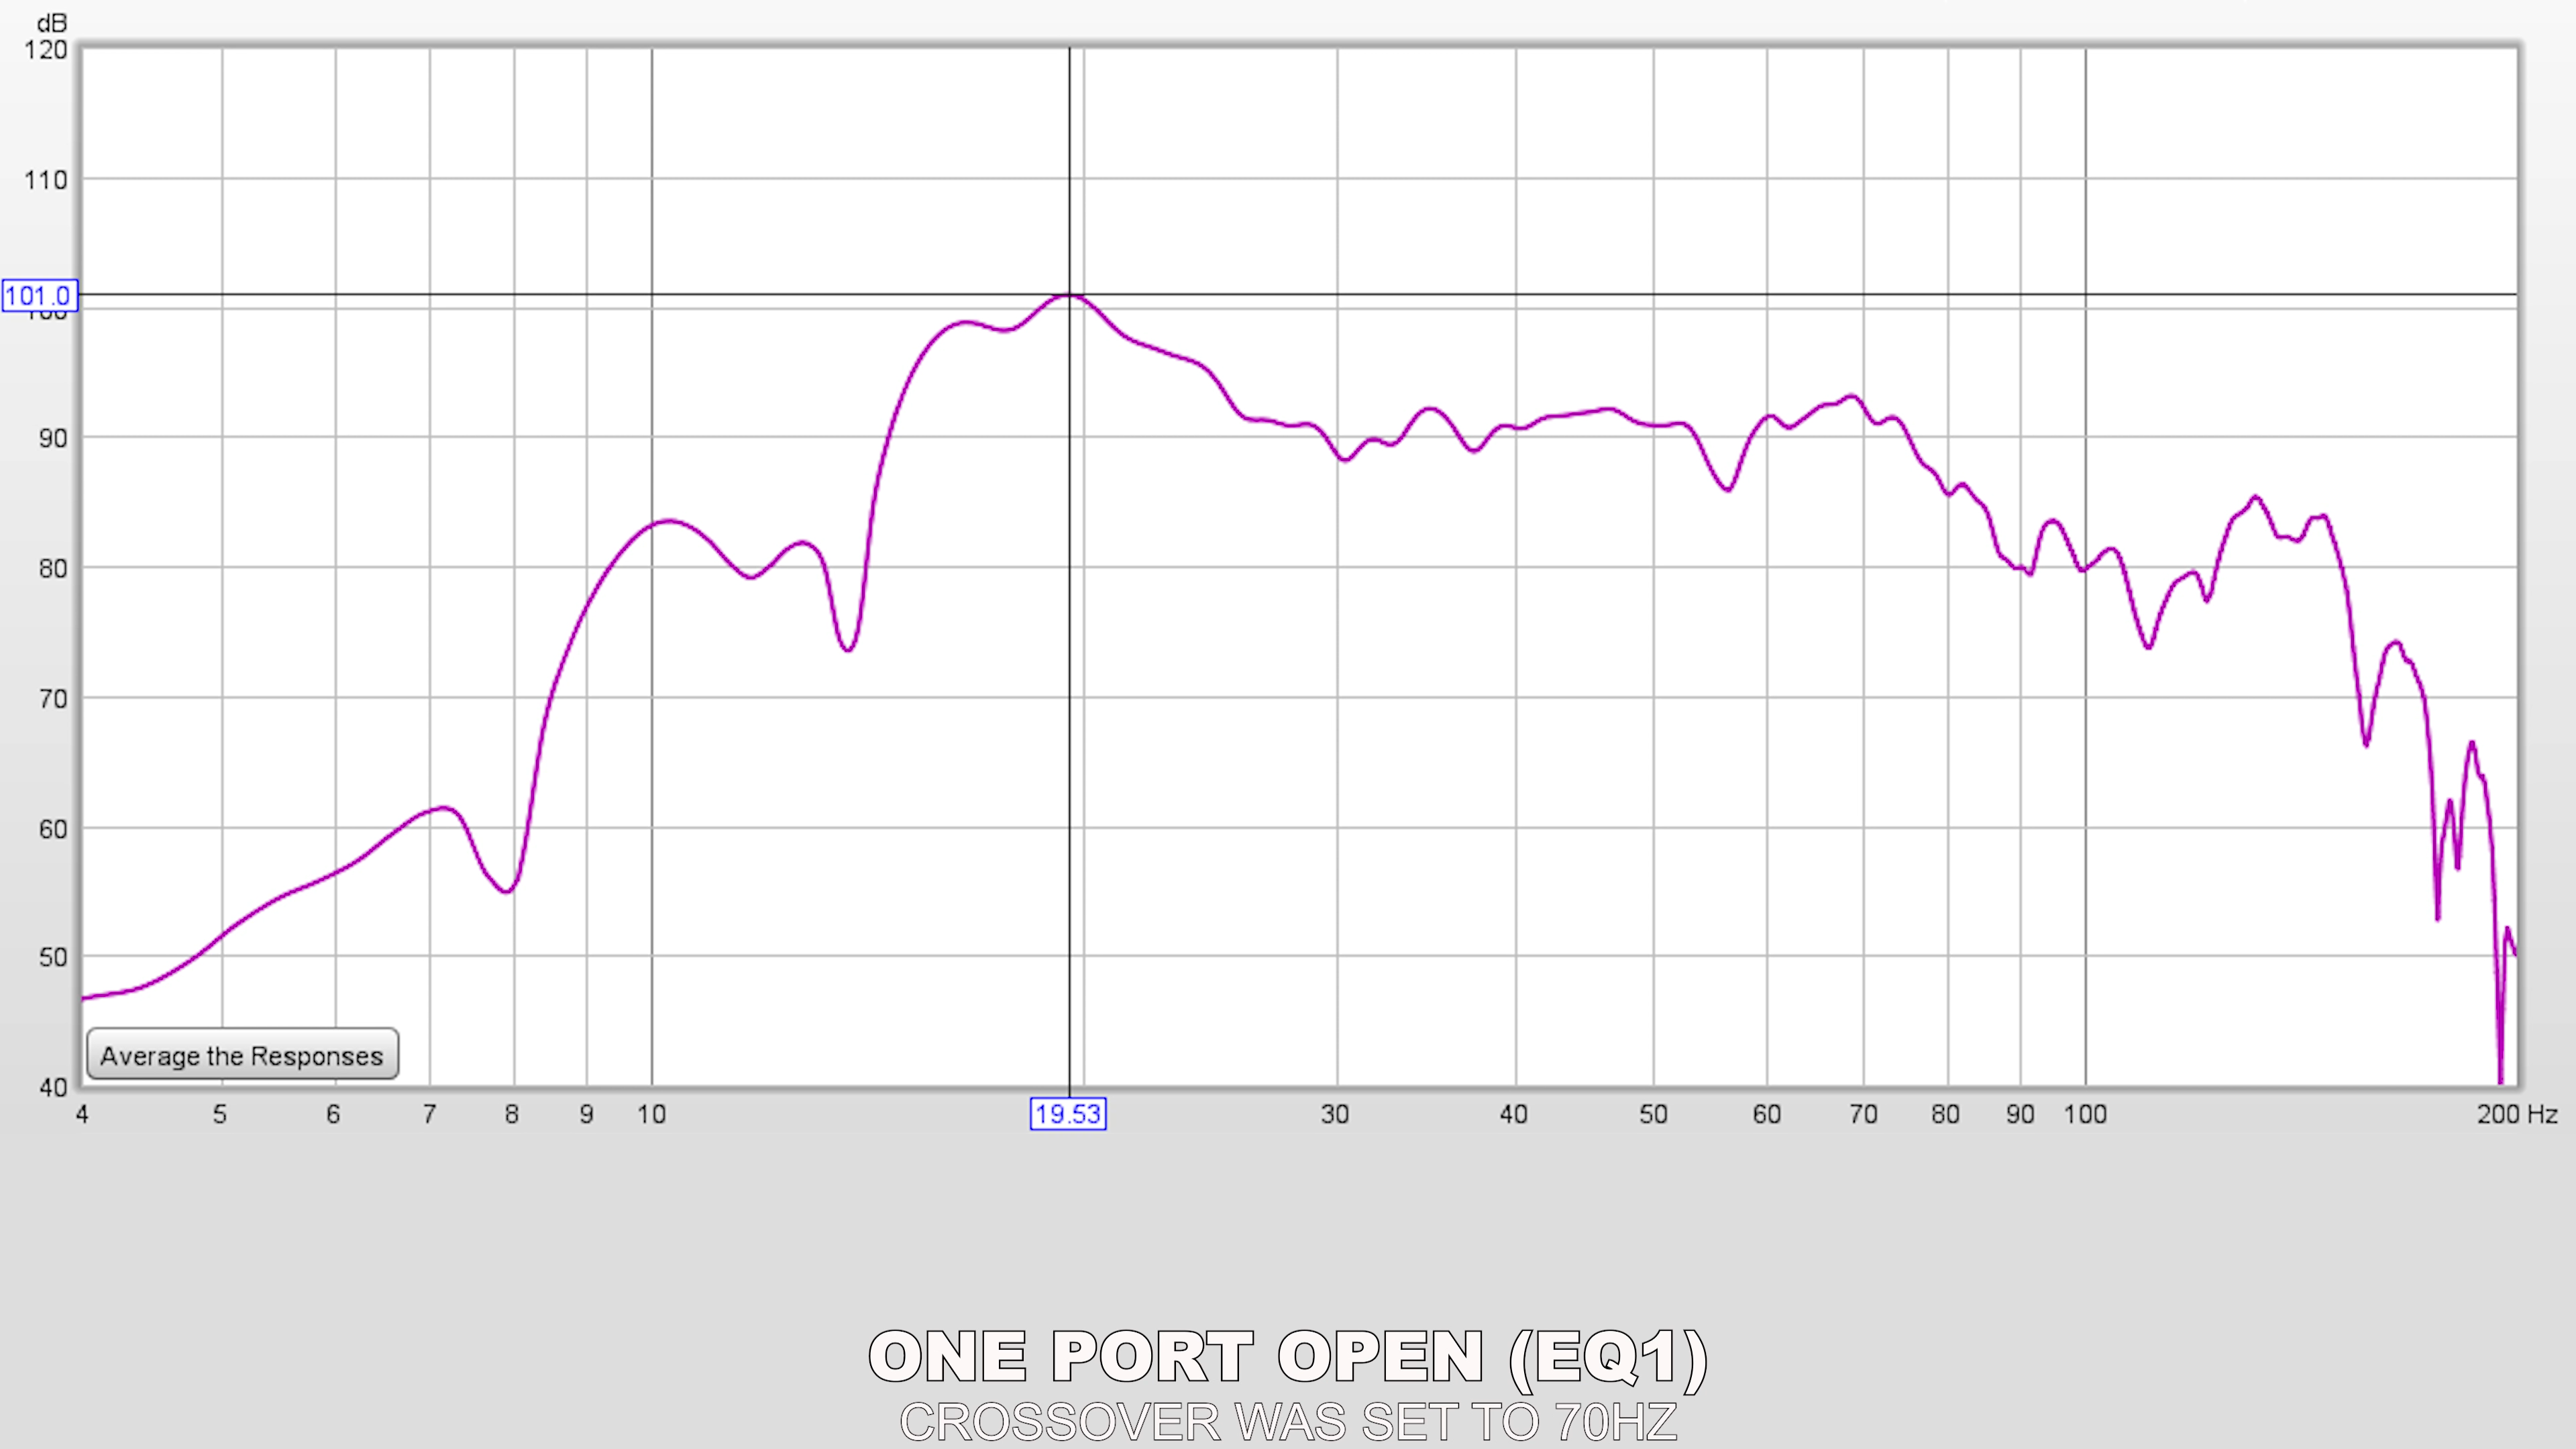 dB
120
110
101.0
100
90
80
70
60
50
40
Average the Responses
4 5 6 7 8 9 10 19.53 30 40 50 60 70 80 90 100 200 Hz
ONE PORT OPEN (EQ1)
CROSSOVER WAS SET TO 70HZ